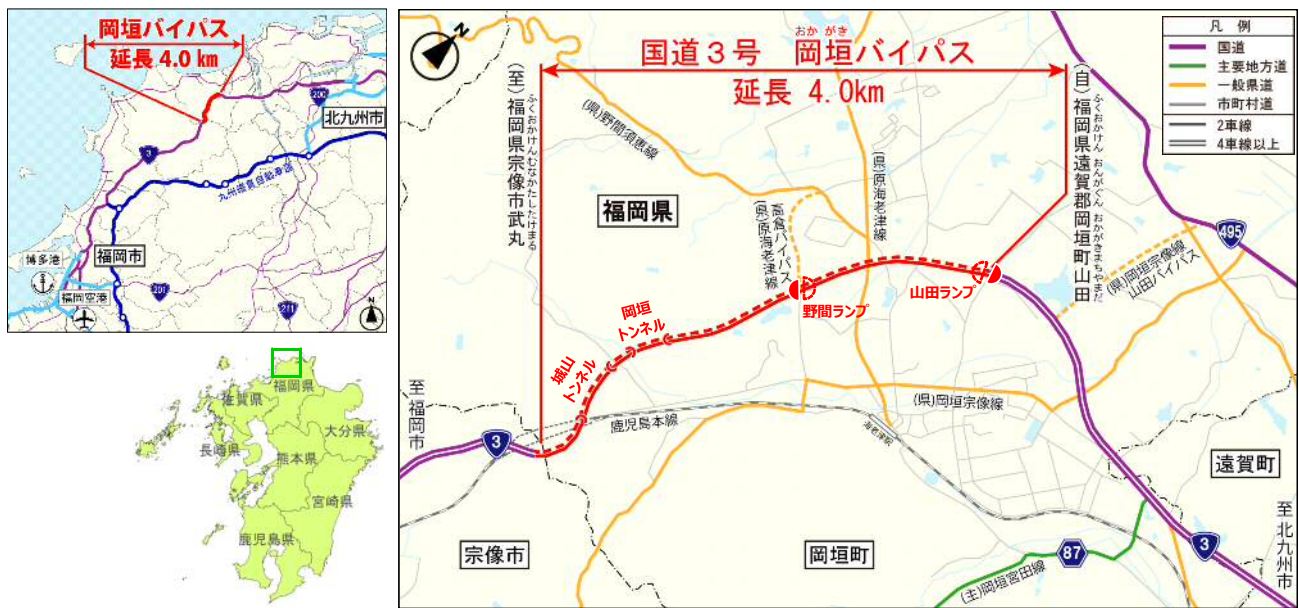 岡垣バイパス
延長 4.0 km
200
北九州市
3
九州縦貫自動車道
福岡市
博多港
福岡空港
201
211
N
福岡県
佐賀県
長崎県
大分県
熊本県
宮崎県
鹿児島県
N
おか がき
国道3号 岡垣バイパス
延長 4.0km
(至)福岡県宗像市武丸
ふくおかけんむなかたしたけまる
(自)福岡県遠賀郡岡垣町山田
ふくおかけん おんがぐん おかがきまちやまだ
凡 例
国道
主要地方道
一般県道
市町村道
2車線
4車線以上
(県)野間須恵線
福岡県
(県)原海老津線
高倉バイパス
(県)原海老津線
495
(県)岡垣宗像線
山田バイパス
山田ランプ
野間ランプ
岡垣
トンネル
城山
トンネル
至福岡市
3
鹿児島本線
(県)岡垣宗像線
海老津駅
遠賀町
宗像市
岡垣町
87
(主)岡垣宮田線
3
至北九州市